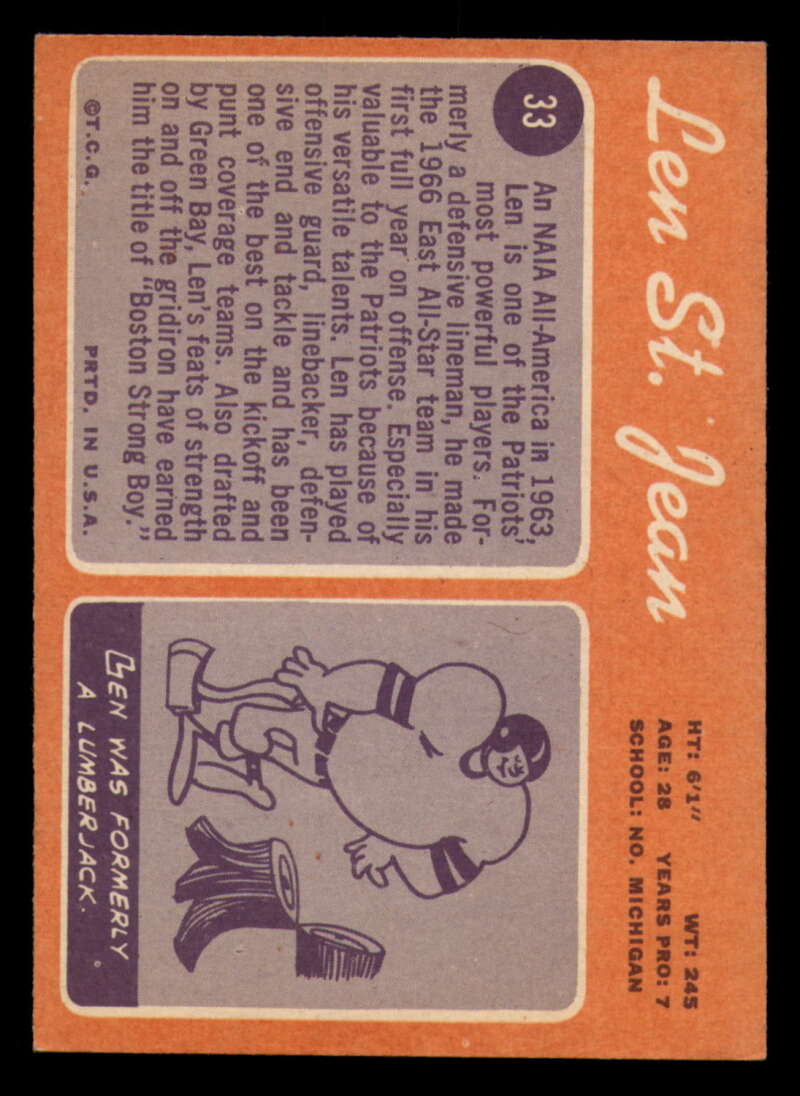 Len St. Jean
HT: 6'1" WT: 245
AGE: 28 YEARS PRO: 7
SCHOOL: NO. MICHIGAN
33
An NAIA All-America in 1963,
Len is one of the Patriots'
most powerful players. For-
merly a defensive lineman, he made
the 1966 East All-Star team in his
first full year on offense. Especially
valuable to the Patriots because of
his versatile talents. Len has played
offensive guard, linebacker, defen-
sive end and tackle and has been
one of the best on the kickoff and
punt coverage teams. Also drafted
by Green Bay, Len's feats of strength
on and off the gridiron have earned
him the title of "Boston Strong Boy."
©T.C.G. PRTD. IN U.S.A.
LEN WAS FORMERLY
A LUMBERJACK.